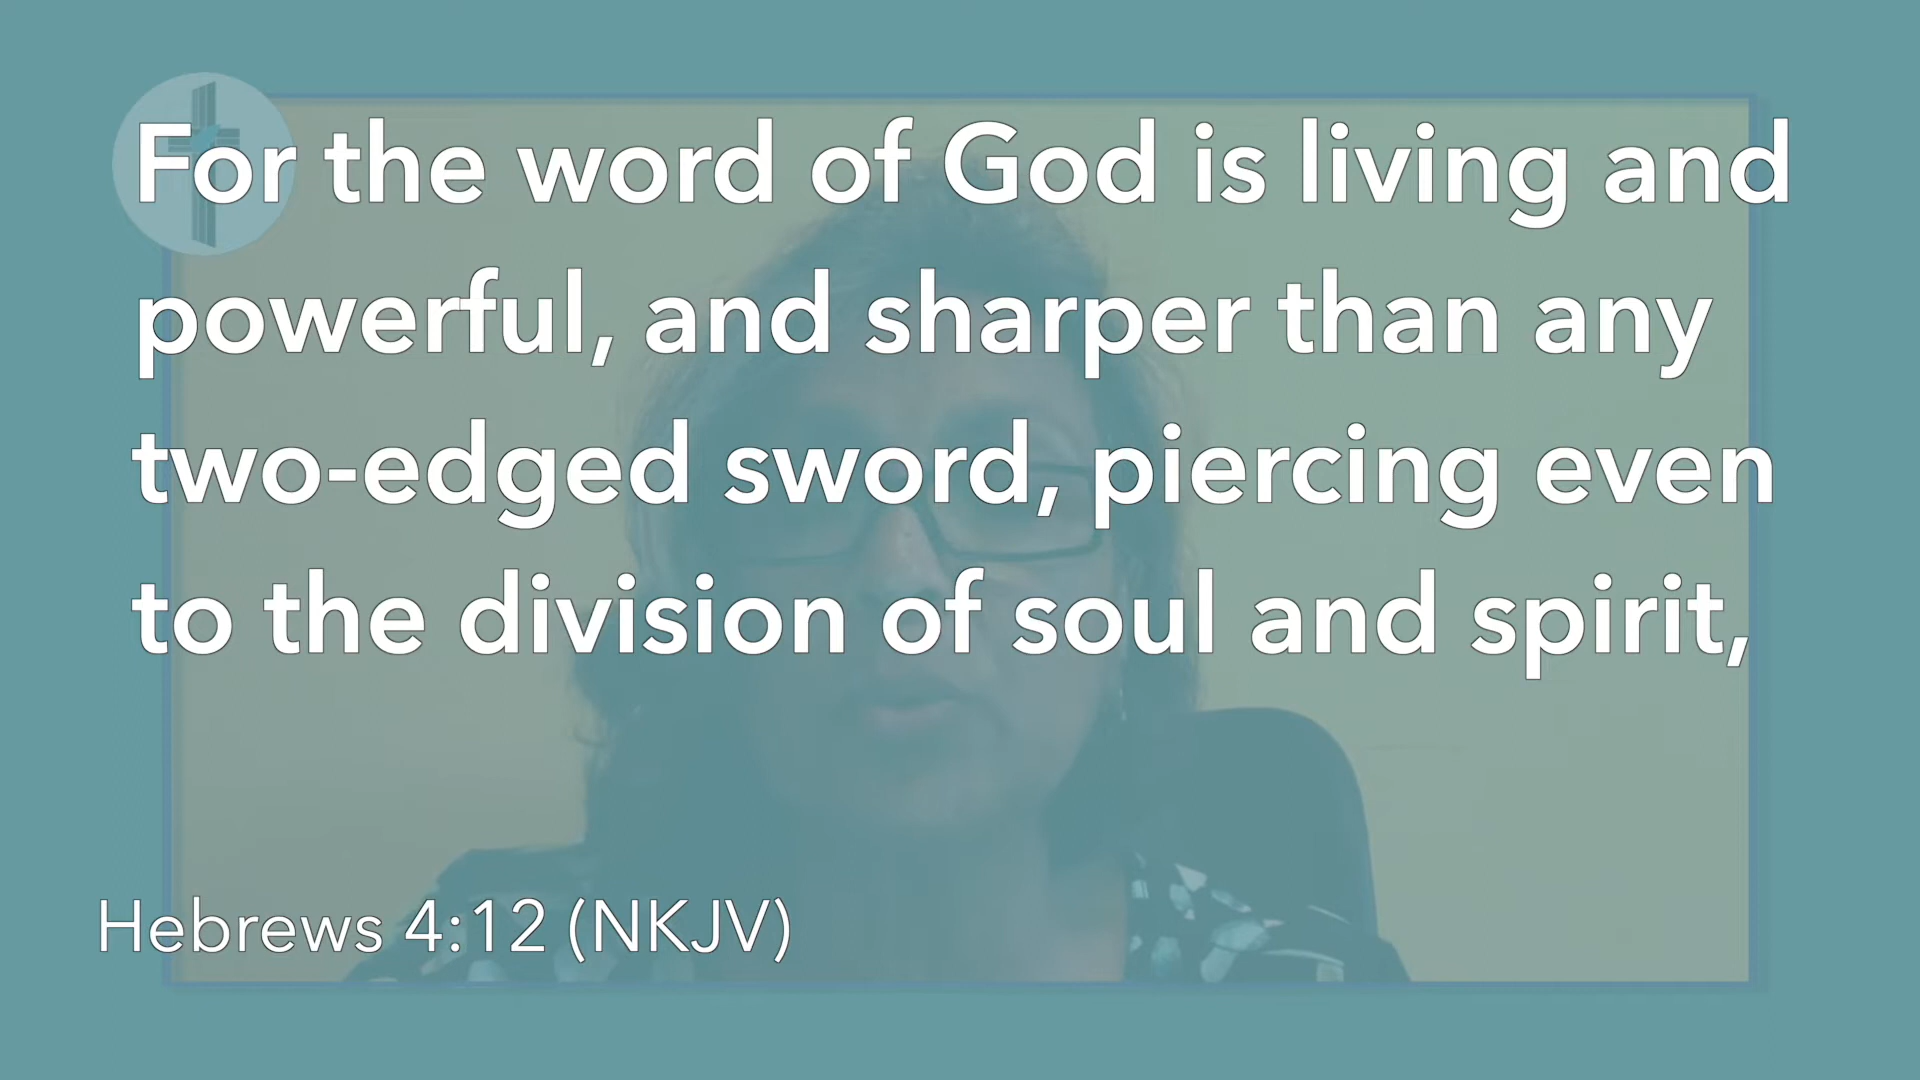 For the word of God is living and
powerful, and sharper than any
two-edged sword, piercing even
to the division of soul and spirit,
Hebrews 4:12 (NKJV)